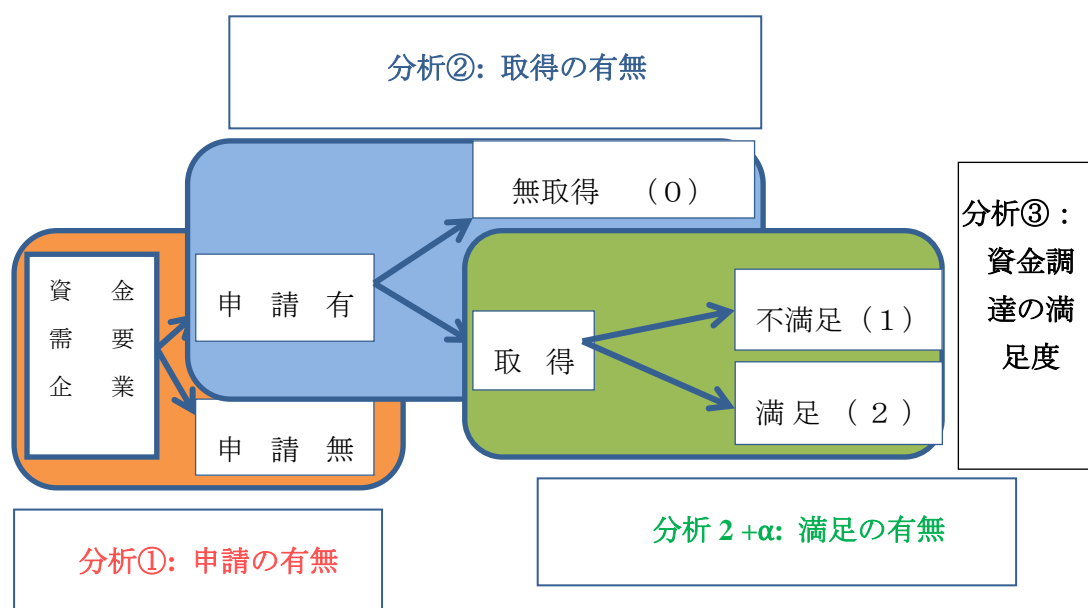 分析②: 取得の有無
無取得 （０）
分析③：
資金調
達の満
足度
資 金
需 要
企 業
申 請 有
不満足（１）
取 得
満 足 （ ２ ）
申 請 無
分析 2 +α: 満足の有無
分析①: 申請の有無